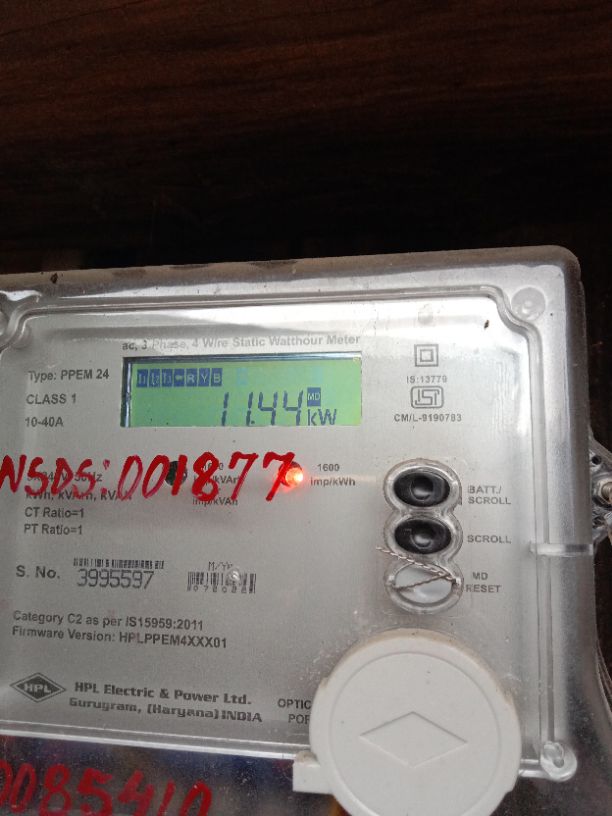 ac, 3 Phase, 4 Wire Static Watthour Meter
Type: PPEM 24
CLASS 1
10-40A
R Y B
MD
11.44 kW
IS:13779
ISI
CM/L-9190783
NSDS:001877
1600
imp/kWh
imp/kVAh
CT Ratio=1
PT Ratio=1
BATT./
SCROLL
SCROLL
MD
RESET
S. No. 3995597
Category C2 as per IS15959:2011
Firmware Version: HPLPPEM4XXX01
HPL
HPL Electric & Power Ltd.
Gurugram, (Haryana) INDIA
0085410